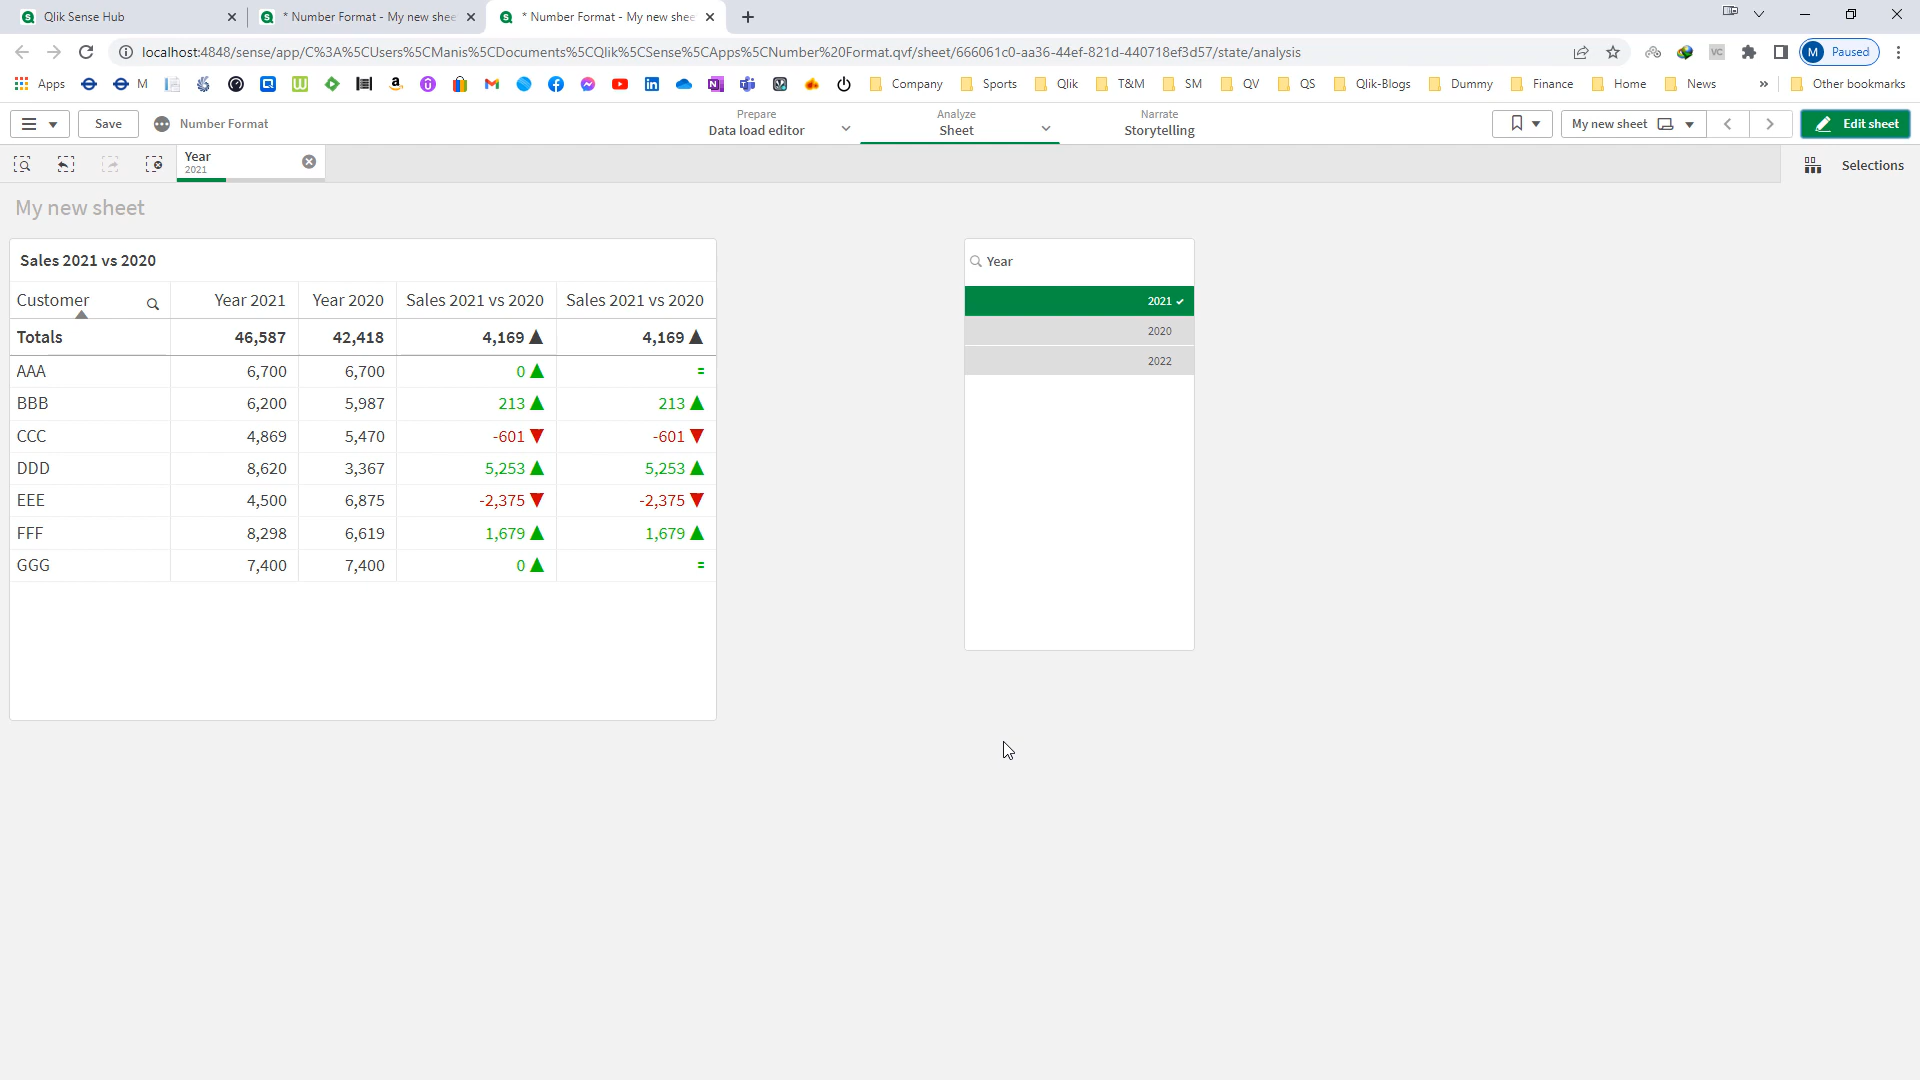 Qlik Sense Hub
* Number Format - My new shee
* Number Format - My new shee
localhost:4848/sense/app/C%3A%5CUsers%5CManis%5CDocuments%5CQlik%5CSense%5CApps%5CNumber%20Format.qvf/sheet/666061c0-aa36-44ef-821d-440718ef3d57/state/analysis
M Paused
Apps M Company Sports Qlik T&M SM QV QS Qlik-Blogs Dummy Finance Home News » Other bookmarks
Save Number Format
Prepare
Data load editor
Analyze
Sheet
Narrate
Storytelling
My new sheet
Edit sheet
Year
2021
Selections
My new sheet
Sales 2021 vs 2020
Customer Year 2021 Year 2020 Sales 2021 vs 2020 Sales 2021 vs 2020
Totals 46,587 42,418 4,169 ▲ 4,169 ▲
AAA 6,700 6,700 0 ▲ =
BBB 6,200 5,987 213 ▲ 213 ▲
CCC 4,869 5,470 -601 ▼ -601 ▼
DDD 8,620 3,367 5,253 ▲ 5,253 ▲
EEE 4,500 6,875 -2,375 ▼ -2,375 ▼
FFF 8,298 6,619 1,679 ▲ 1,679 ▲
GGG 7,400 7,400 0 ▲ =
Year
2021
2020
2022